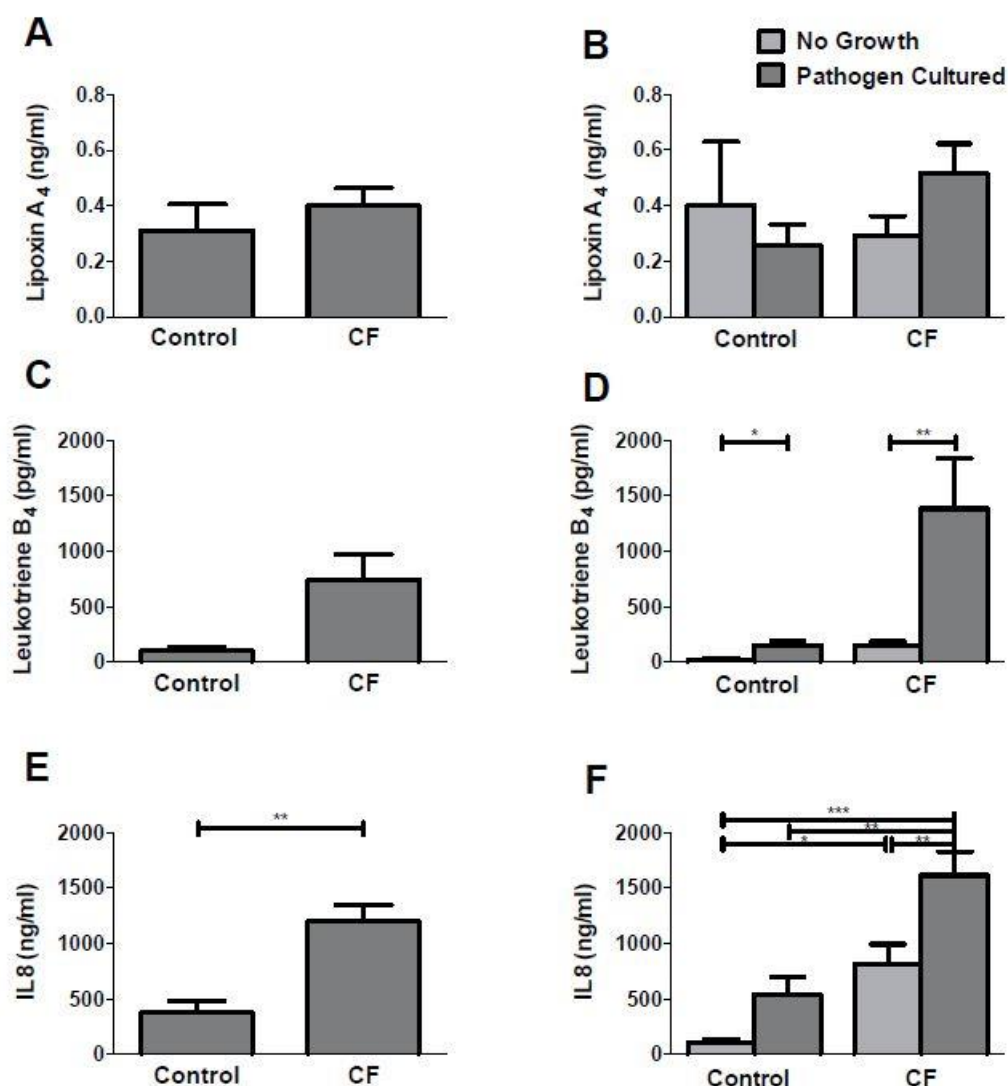 A
Lipoxin A4 (ng/ml)
0.8
0.6
0.4
0.2
0.0
Control CF
B
No Growth
Pathogen Cultured
Lipoxin A4 (ng/ml)
0.8
0.6
0.4
0.2
0.0
Control CF
C
Leukotriene B4 (pg/ml)
2000
1500
1000
500
0
Control CF
D
Leukotriene B4 (pg/ml)
2000
1500
1000
500
0
* **
Control CF
E
IL8 (ng/ml)
2000
1500
1000
500
0
**
Control CF
F
IL8 (ng/ml)
2000
1500
1000
500
0
***
**
* **
Control CF